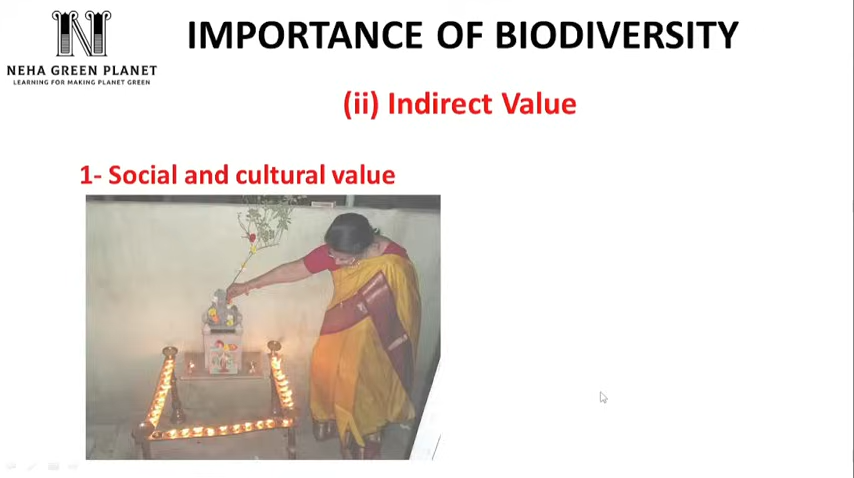 IMPORTANCE OF BIODIVERSITY
N
NEHA GREEN PLANET
LEARNING FOR MAKING PLANET GREEN
(ii) Indirect Value
1- Social and cultural value